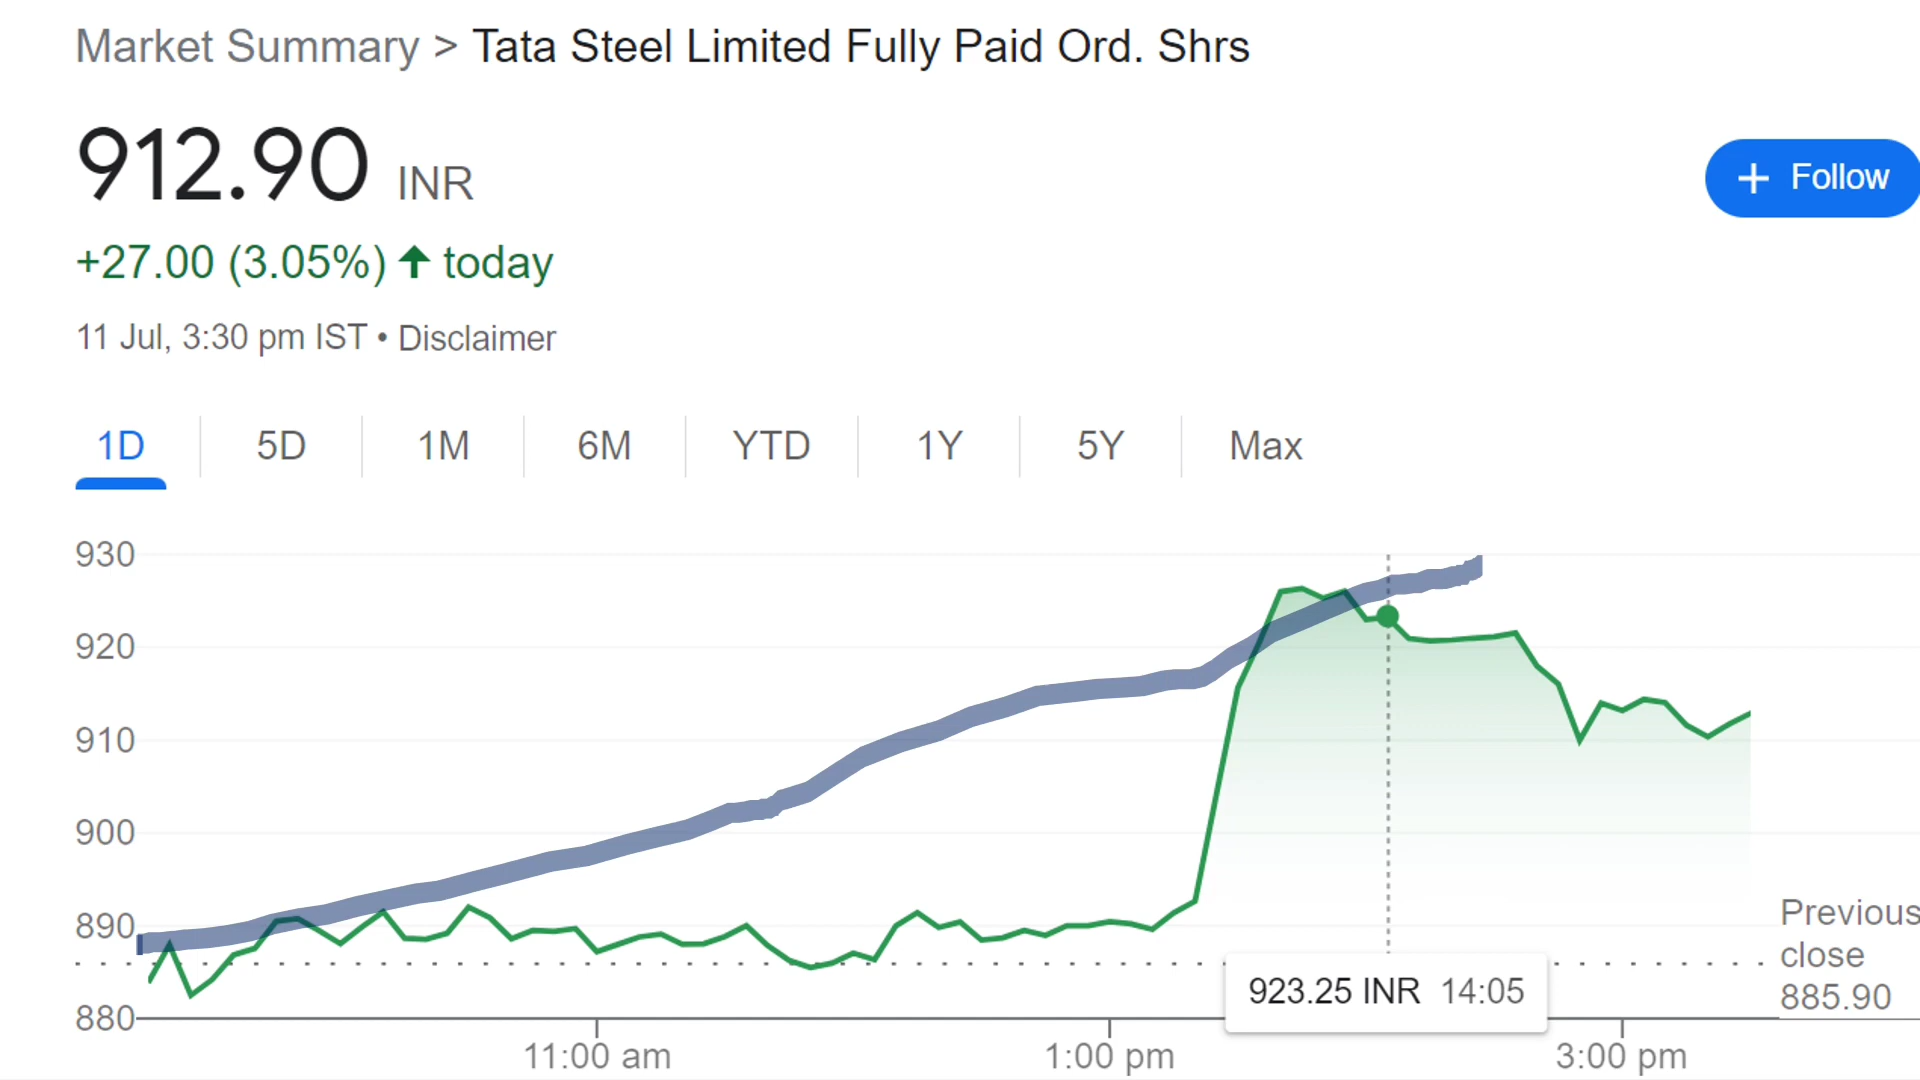 Market Summary > Tata Steel Limited Fully Paid Ord. Shrs
912.90 INR
+ Follow
+27.00 (3.05%) ↑ today
11 Jul, 3:30 pm IST • Disclaimer
1D 5D 1M 6M YTD 1Y 5Y Max
930
920
910
900
890
880
Previous
close
885.90
923.25 INR 14:05
11:00 am 1:00 pm 3:00 pm